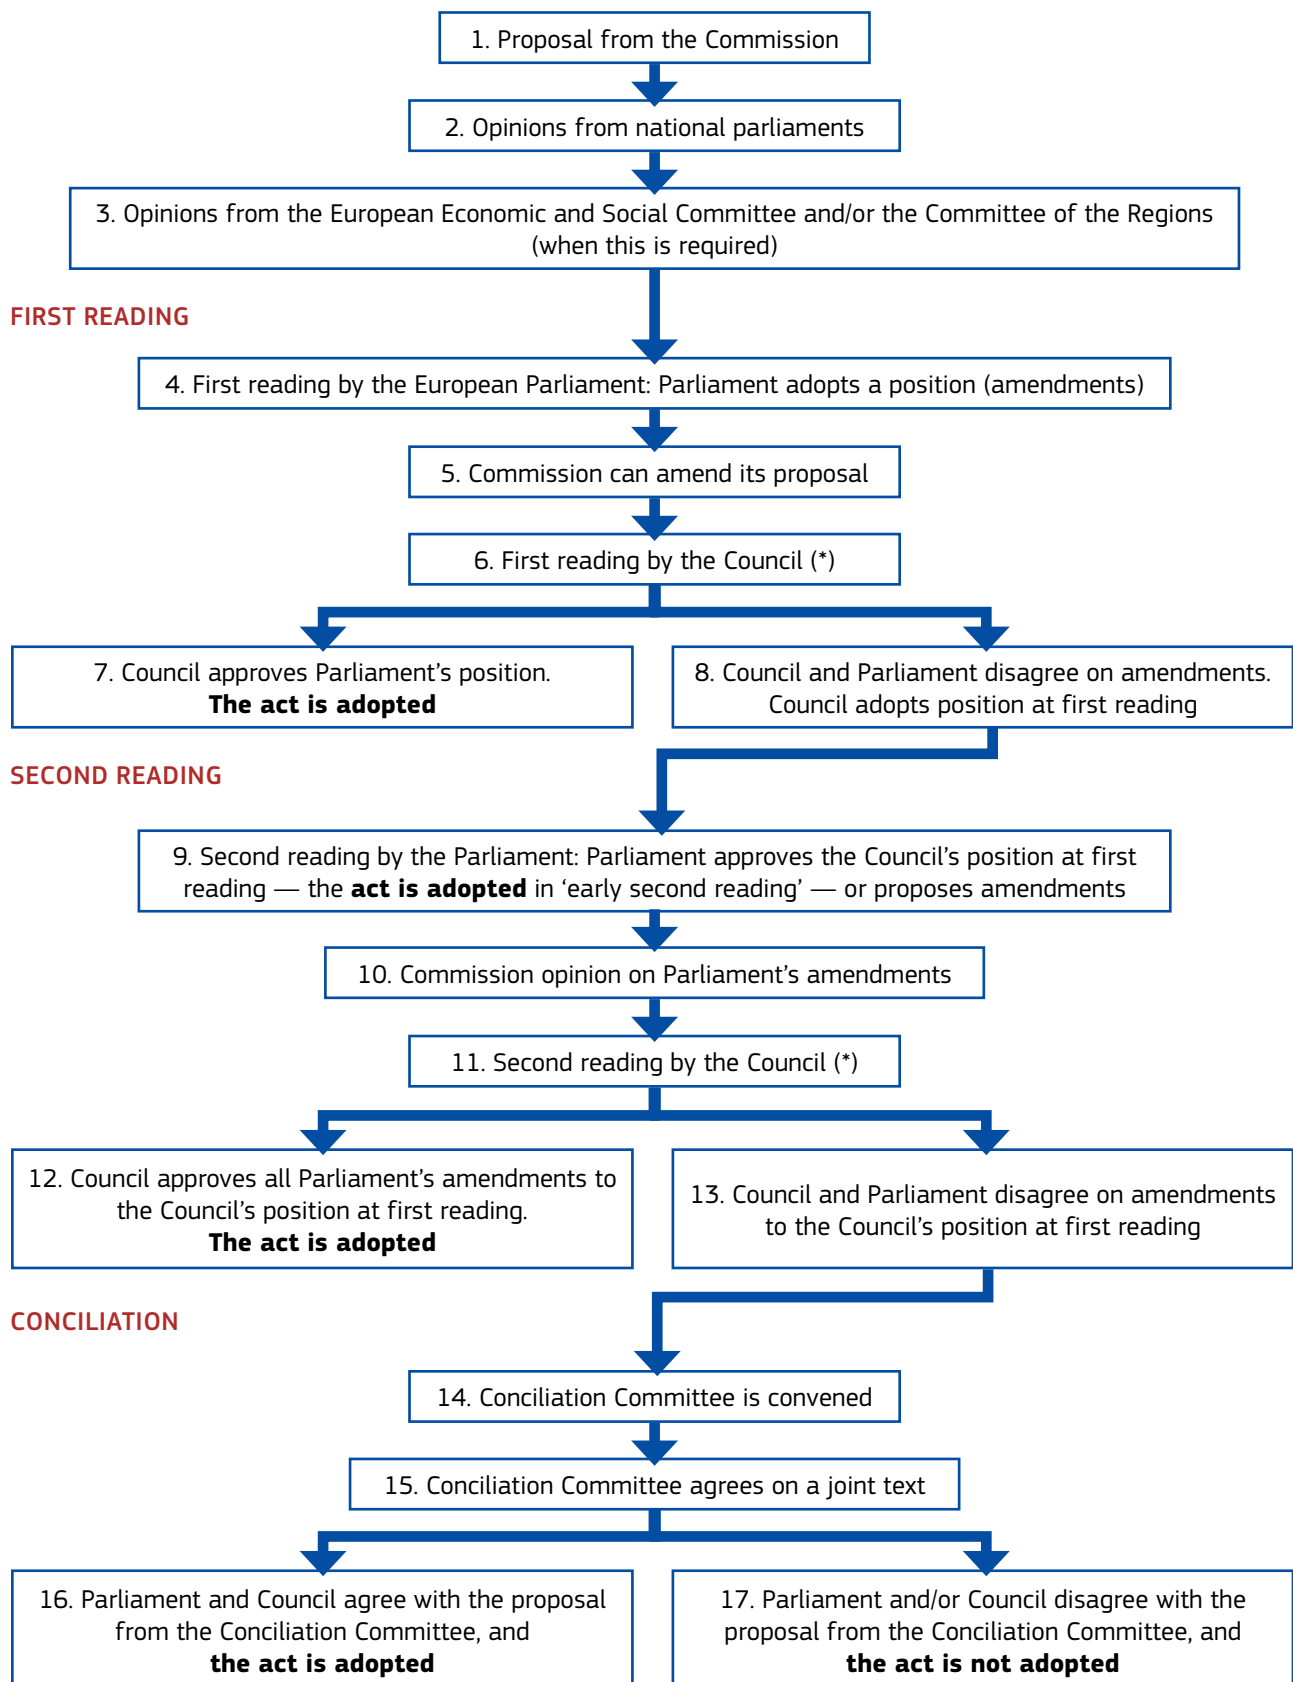 1. Proposal from the Commission
2. Opinions from national parliaments
3. Opinions from the European Economic and Social Committee and/or the Committee of the Regions
(when this is required)
FIRST READING
4. First reading by the European Parliament: Parliament adopts a position (amendments)
5. Commission can amend its proposal
6. First reading by the Council (*)
7. Council approves Parliament’s position.
The act is adopted
8. Council and Parliament disagree on amendments.
Council adopts position at first reading
SECOND READING
9. Second reading by the Parliament: Parliament approves the Council’s position at first
reading — the act is adopted in ‘early second reading’ — or proposes amendments
10. Commission opinion on Parliament’s amendments
11. Second reading by the Council (*)
12. Council approves all Parliament’s amendments to
the Council’s position at first reading.
The act is adopted
13. Council and Parliament disagree on amendments
to the Council’s position at first reading
CONCILIATION
14. Conciliation Committee is convened
15. Conciliation Committee agrees on a joint text
16. Parliament and Council agree with the proposal
from the Conciliation Committee, and
the act is adopted
17. Parliament and/or Council disagree with the
proposal from the Conciliation Committee, and
the act is not adopted